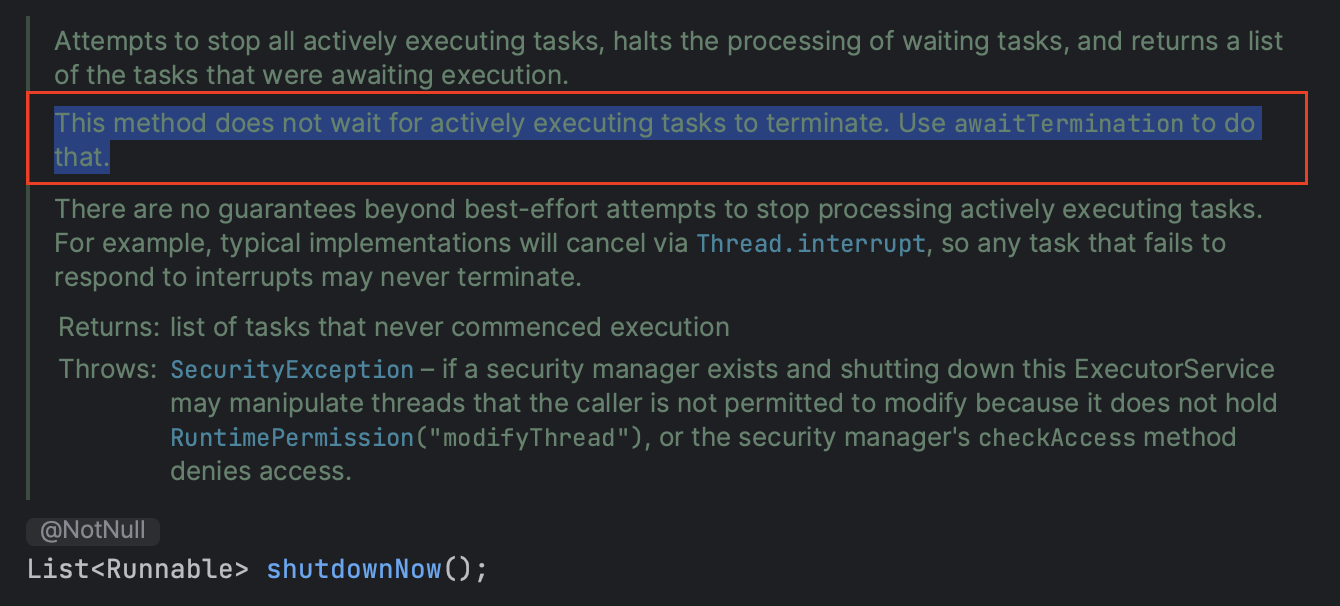 Attempts to stop all actively executing tasks, halts the processing of waiting tasks, and returns a list
of the tasks that were awaiting execution.
This method does not wait for actively executing tasks to terminate. Use awaitTermination to do
that.
There are no guarantees beyond best-effort attempts to stop processing actively executing tasks.
For example, typical implementations will cancel via Thread.interrupt, so any task that fails to
respond to interrupts may never terminate.
Returns: list of tasks that never commenced execution
Throws: SecurityException – if a security manager exists and shutting down this ExecutorService
may manipulate threads that the caller is not permitted to modify because it does not hold
RuntimePermission("modifyThread"), or the security manager's checkAccess method
denies access.
@NotNull
List<Runnable> shutdownNow();